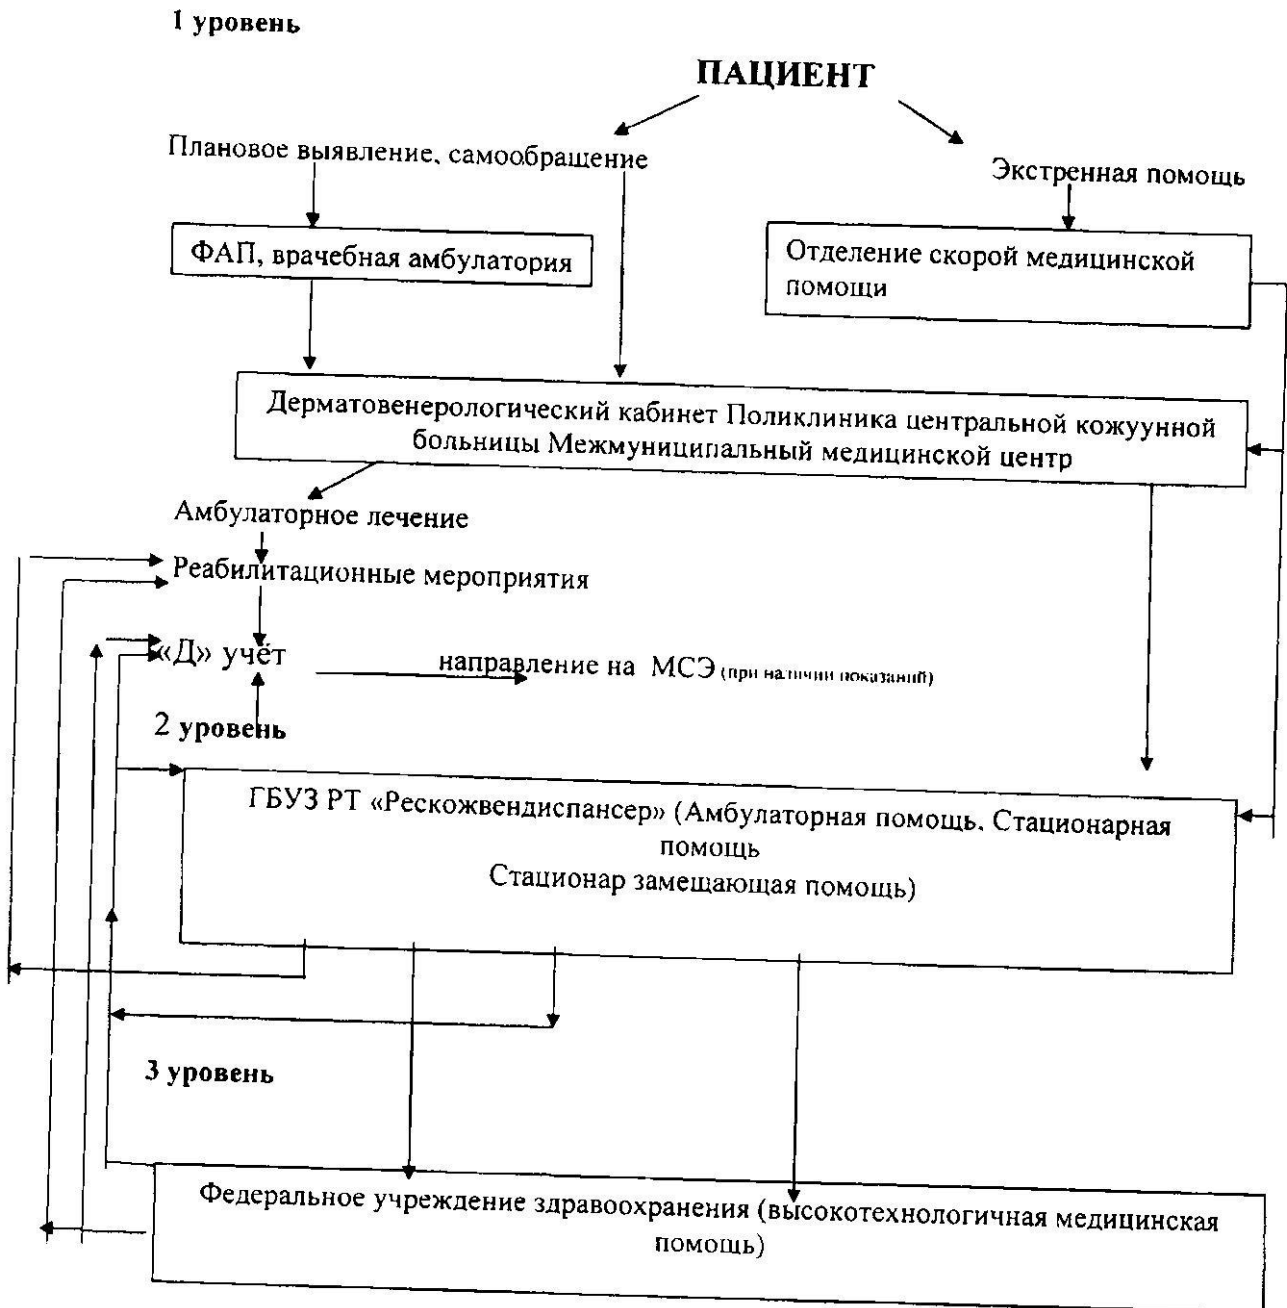 1 уровень
ПАЦИЕНТ
Плановое выявление, самообращение
Экстренная помощь
ФАП, врачебная амбулатория
Отделение скорой медицинской
помощи
Дерматовенерологический кабинет Поликлиника центральной кожуунной
больницы Межмуниципальный медицинской центр
Амбулаторное лечение
Реабилитационные мероприятия
«Д» учёт
направление на МСЭ (при наличии показаний)
2 уровень
ГБУЗ РТ «Рескожвендиспансер» (Амбулаторная помощь. Стационарная
помощь
Стационар замещающая помощь)
3 уровень
Федеральное учреждение здравоохранения (высокотехнологичная медицинская
помощь)